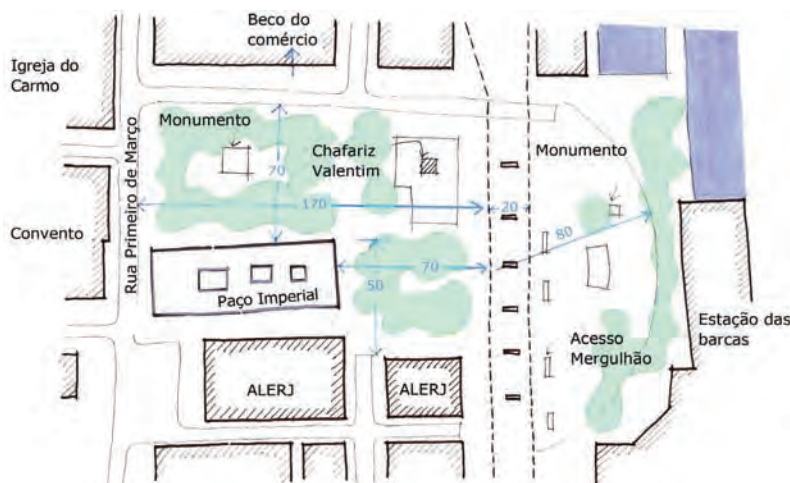 Beco do
comércio
Igreja do
Carmo
Rua Primeiro de Março
Monumento
70
Chafariz
Valentim
Monumento
170
20
80
Convento
70
50
Paço Imperial
Estação das
barcas
Acesso
Mergulhão
ALERJ
ALERJ